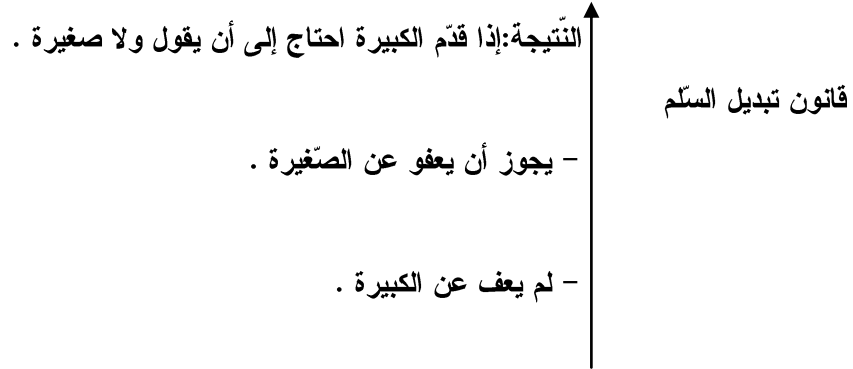 النّتيجة:إذا قدّم الكبيرة احتاج إلى أن يقول ولا صغيرة .
قانون تبديل السّلم
– يجوز أن يعفو عن الصّغيرة .
– لم يعف عن الكبيرة .